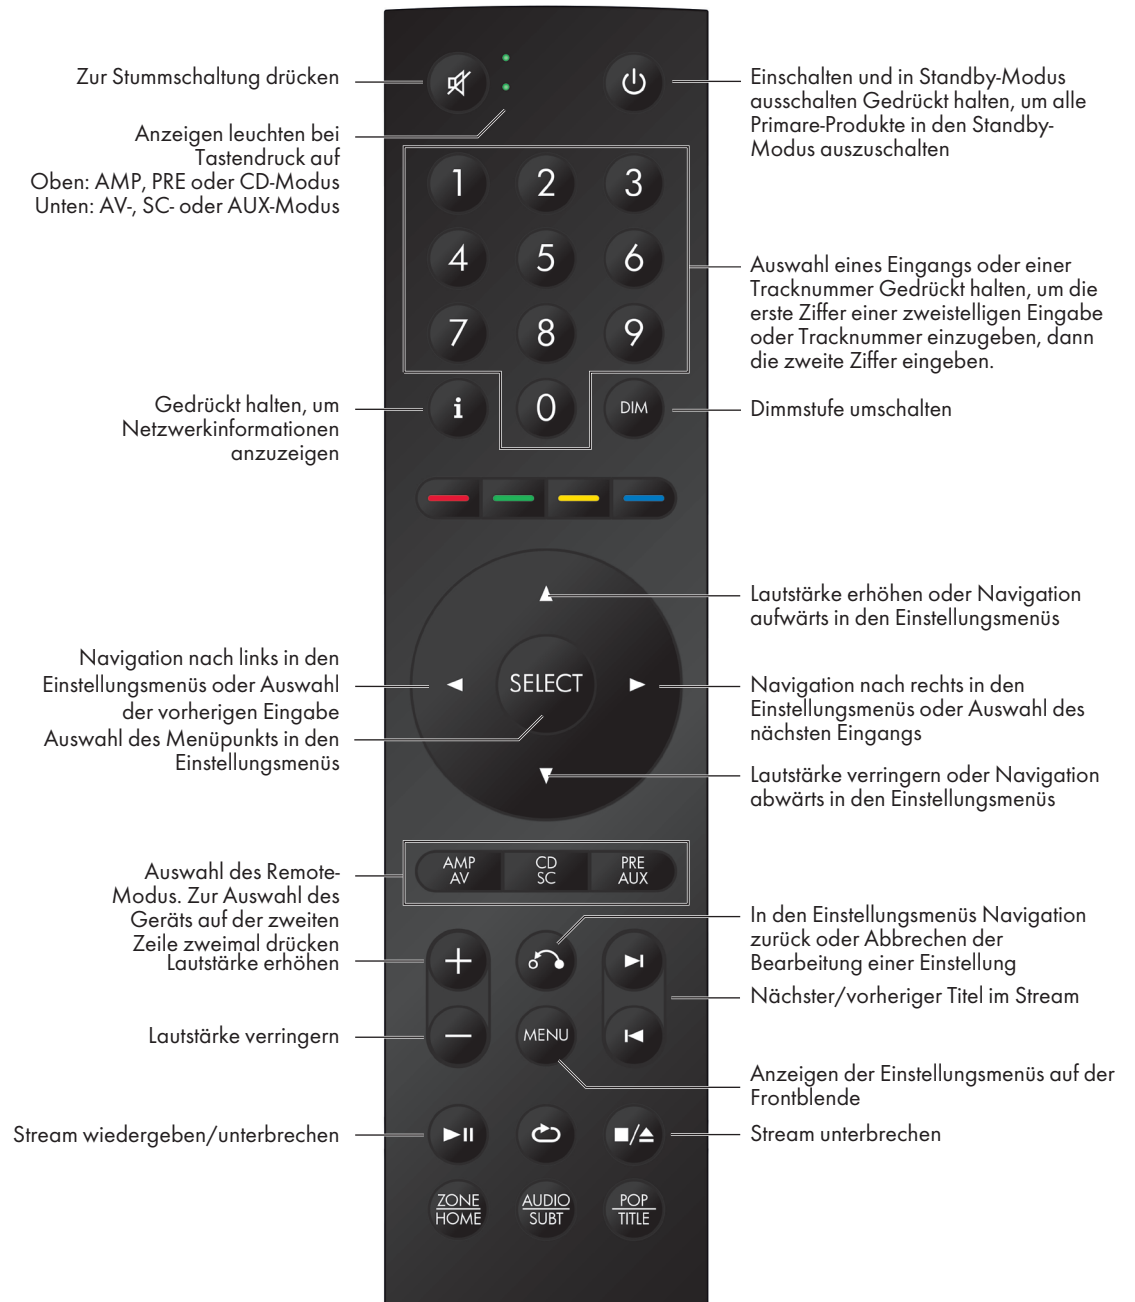 Zur Stummschaltung drücken
Einschalten und in Standby-Modus
ausschalten Gedrückt halten, um alle
Primare-Produkte in den Standby-
Modus auszuschalten
Anzeigen leuchten bei
Tastendruck auf
Oben: AMP, PRE oder CD-Modus
Unten: AV-, SC- oder AUX-Modus
1 2 3
4 5 6
7 8 9
Auswahl eines Eingangs oder einer
Tracknummer Gedrückt halten, um die
erste Ziffer einer zweistelligen Eingabe
oder Tracknummer einzugeben, dann
die zweite Ziffer eingeben.
Gedrückt halten, um
Netzwerkinformationen
anzuzeigen
i 0 DIM
Dimmstufe umschalten
Lautstärke erhöhen oder Navigation
aufwärts in den Einstellungsmenüs
Navigation nach links in den
Einstellungsmenüs oder Auswahl
der vorherigen Eingabe
Auswahl des Menüpunkts in den
Einstellungsmenüs
SELECT
Navigation nach rechts in den
Einstellungsmenüs oder Auswahl des
nächsten Eingangs
Lautstärke verringern oder Navigation
abwärts in den Einstellungsmenüs
Auswahl des Remote-
Modus. Zur Auswahl des
Geräts auf der zweiten
Zeile zweimal drücken
AMP CD PRE
AV SC AUX
Lautstärke erhöhen
In den Einstellungsmenüs Navigation
zurück oder Abbrechen der
Bearbeitung einer Einstellung
Nächster/vorheriger Titel im Stream
Lautstärke verringern
MENU
Anzeigen der Einstellungsmenüs auf der
Frontblende
Stream wiedergeben/unterbrechen
Stream unterbrechen
ZONE AUDIO POP
HOME SUBT TITLE